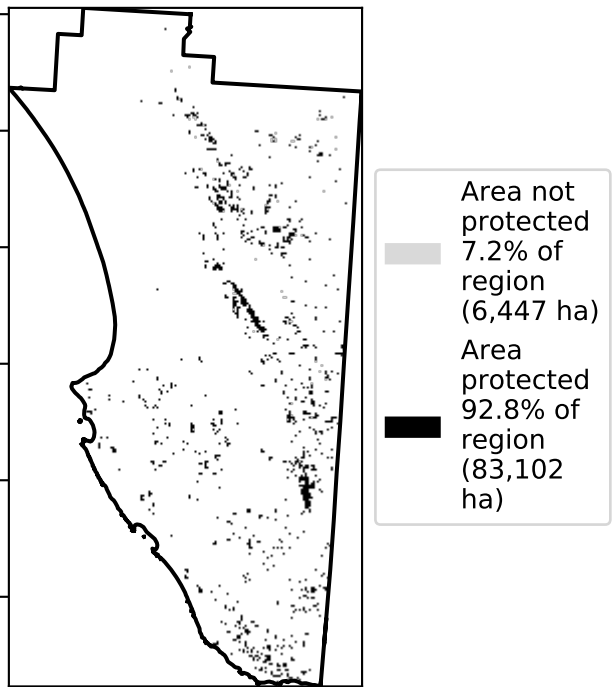 Area not
protected
7.2% of
region
(6,447 ha)
Area
protected
92.8% of
region
(83,102
ha)